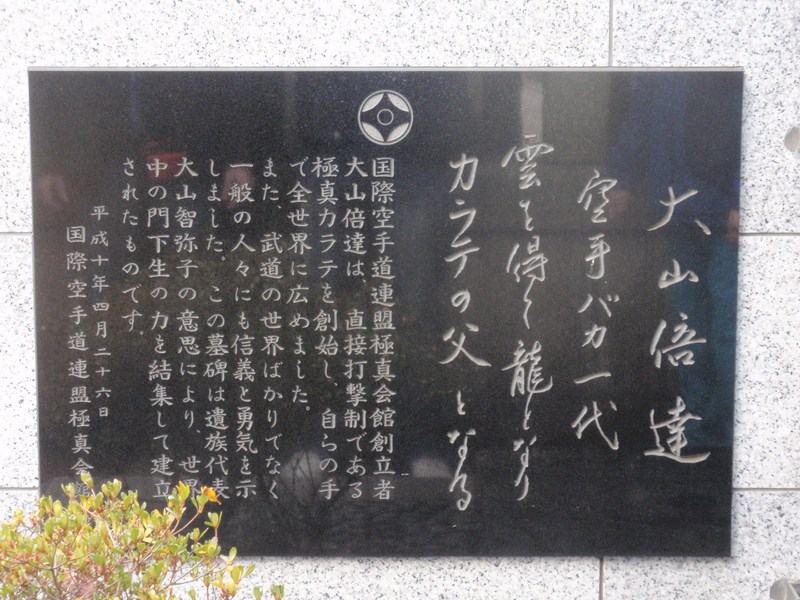 大山倍達
空手バカ一代
雲を得て龍となり
カラテの父となる
国際空手道連盟極真会館創立者
大山倍達は、直接打撃制である
極真カラテを創始し、自らの手
で全世界に広めました。
また、武道の世界ばかりでなく
一般の人々にも信義と勇気を示
しました。この墓碑は遺族代表
大山智弥子の意思により、世界
中の門下生の力を結集して建立
されたものです。
平成十年四月二十六日
国際空手道連盟極真会